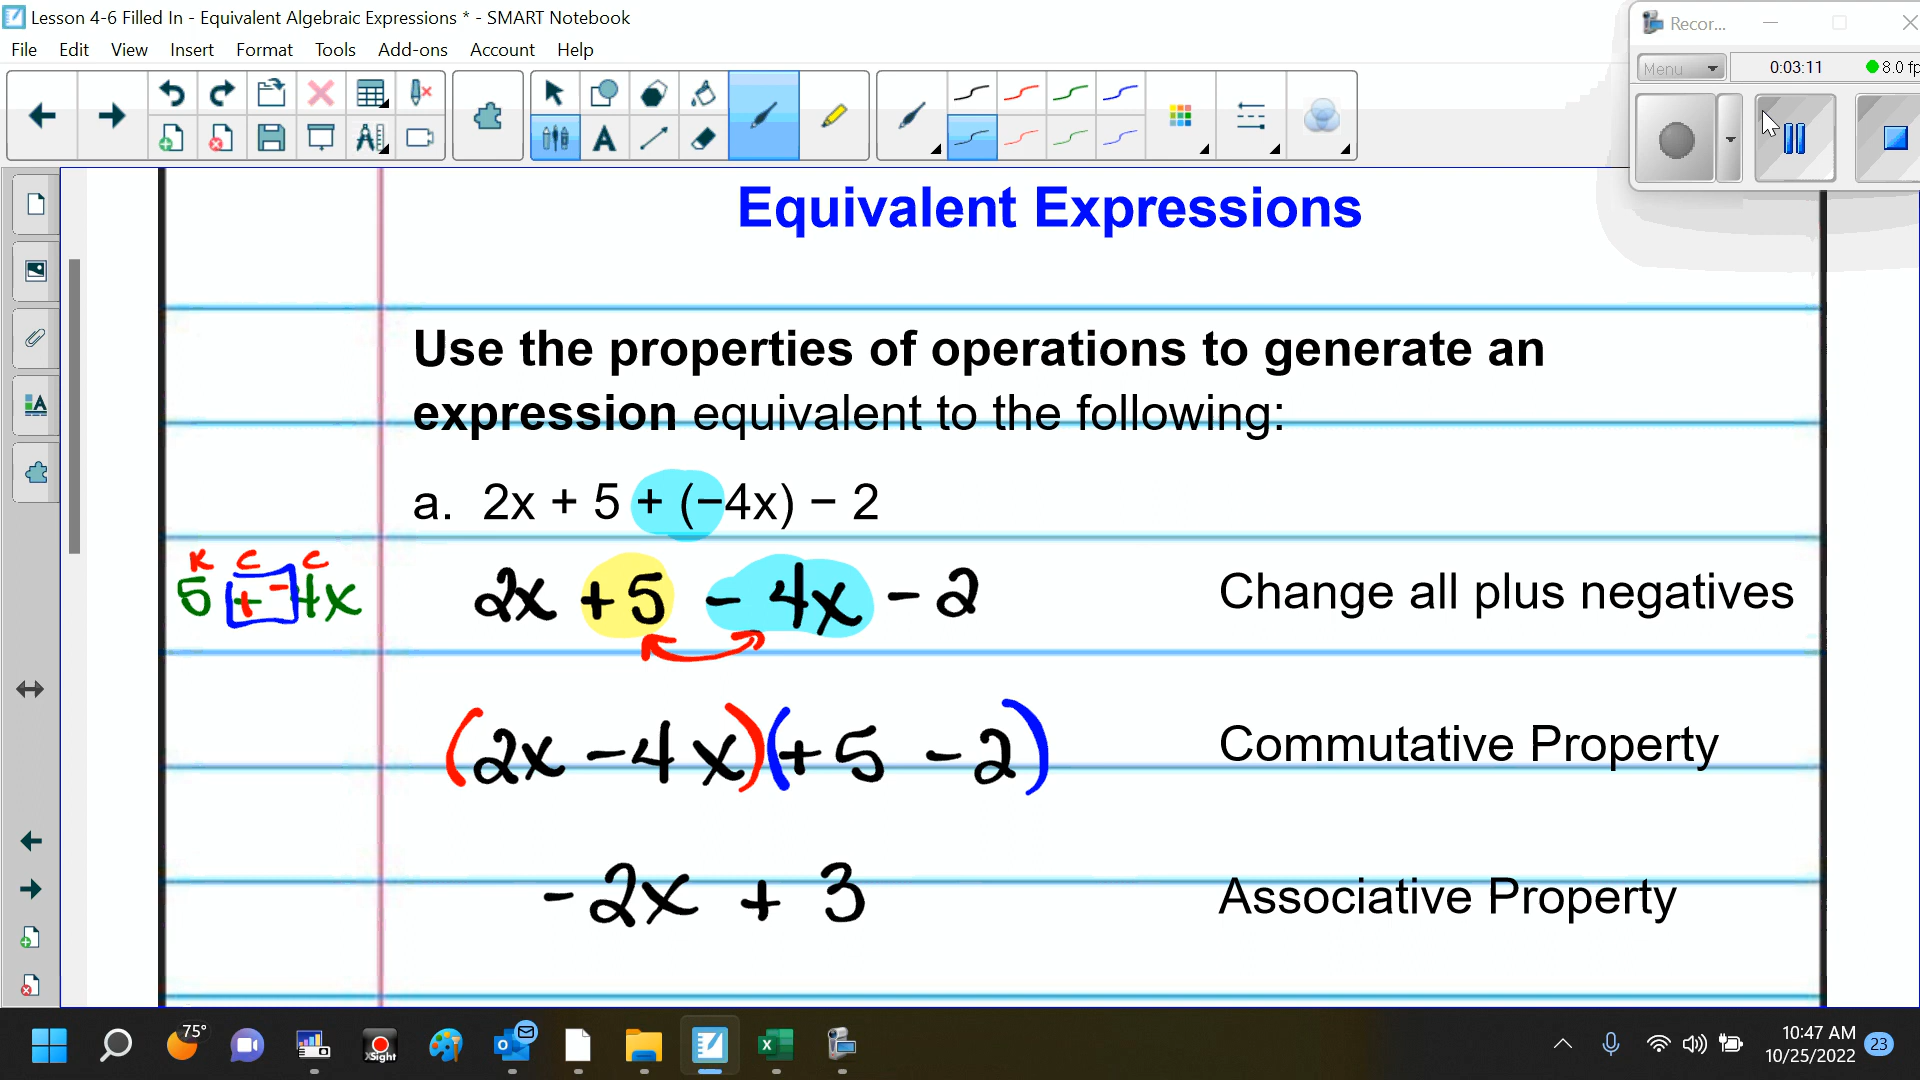 Lesson 4-6 Filled In - Equivalent Algebraic Expressions * - SMART Notebook
File Edit View Insert Format Tools Add-ons Account Help
Recor...
Menu 0:03:11 8.0 fp
Equivalent Expressions
Use the properties of operations to generate an
expression equivalent to the following:
a. 2x + 5 + (−4x) − 2
K C C
5 + - 4x
2x + 5 - 4x - 2
Change all plus negatives
(2x - 4x)(+ 5 - 2)
Commutative Property
-2x + 3
Associative Property
75°
XSight
10:47 AM
10/25/2022
23